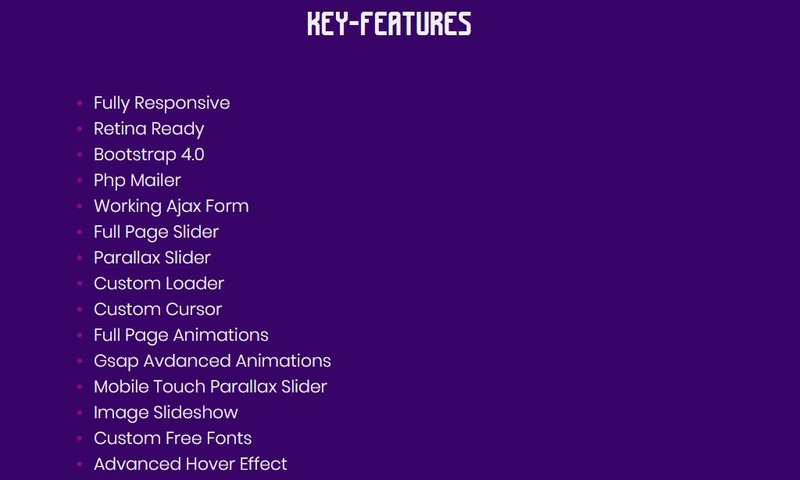 KEY-FEATURES
Fully Responsive
Retina Ready
Bootstrap 4.0
Php Mailer
Working Ajax Form
Full Page Slider
Parallax Slider
Custom Loader
Custom Cursor
Full Page Animations
Gsap Avdanced Animations
Mobile Touch Parallax Slider
Image Slideshow
Custom Free Fonts
Advanced Hover Effect